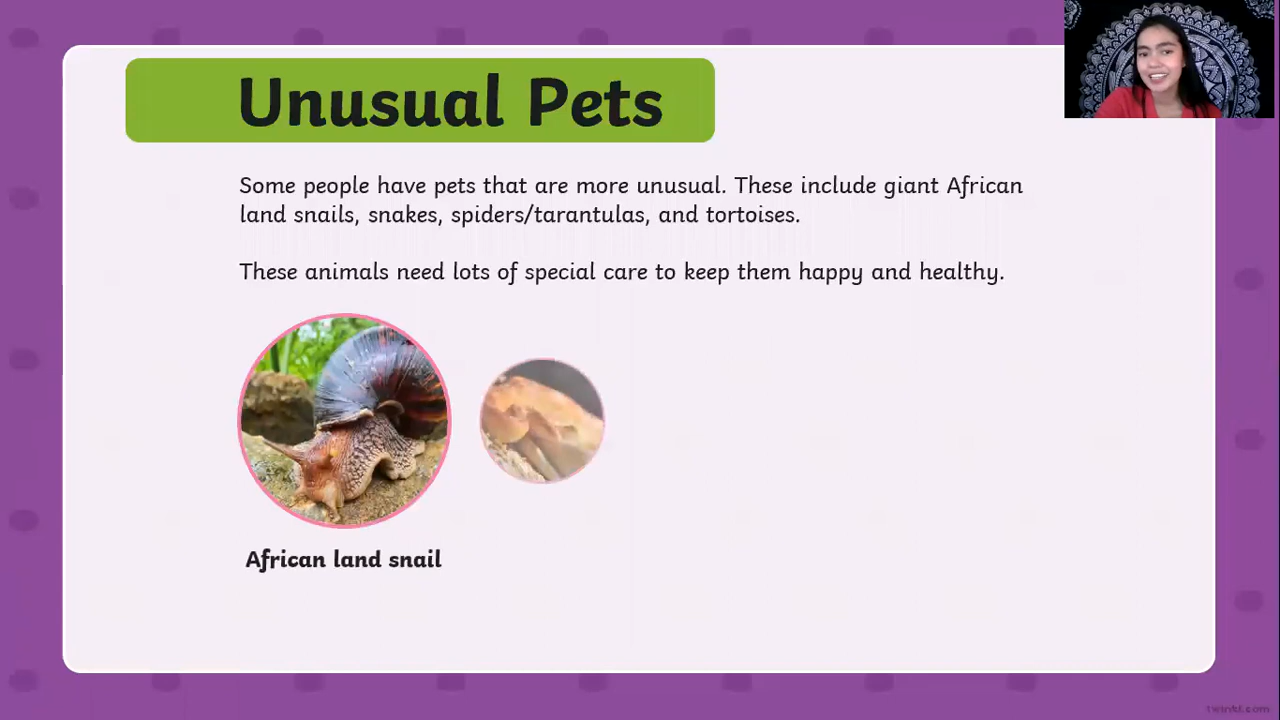 Unusual Pets
Some people have pets that are more unusual. These include giant African
land snails, snakes, spiders/tarantulas, and tortoises.
These animals need lots of special care to keep them happy and healthy.
African land snail
twinkl.com